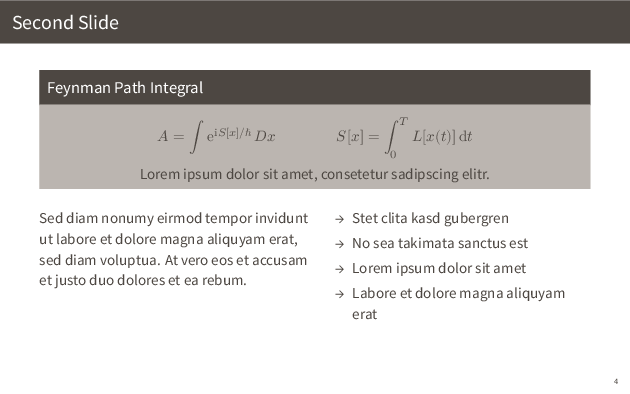 Second Slide
Feynman Path Integral
A = ∫ e^{iS[x]/ħ} Dx   S[x] = ∫_0^T L[x(t)] dt
Lorem ipsum dolor sit amet, consetetur sadipscing elitr.
Sed diam nonumy eirmod tempor invidunt
ut labore et dolore magna aliquyam erat,
sed diam voluptua. At vero eos et accusam
et justo duo dolores et ea rebum.
→ Stet clita kasd gubergren
→ No sea takimata sanctus est
→ Lorem ipsum dolor sit amet
→ Labore et dolore magna aliquyam
erat
4